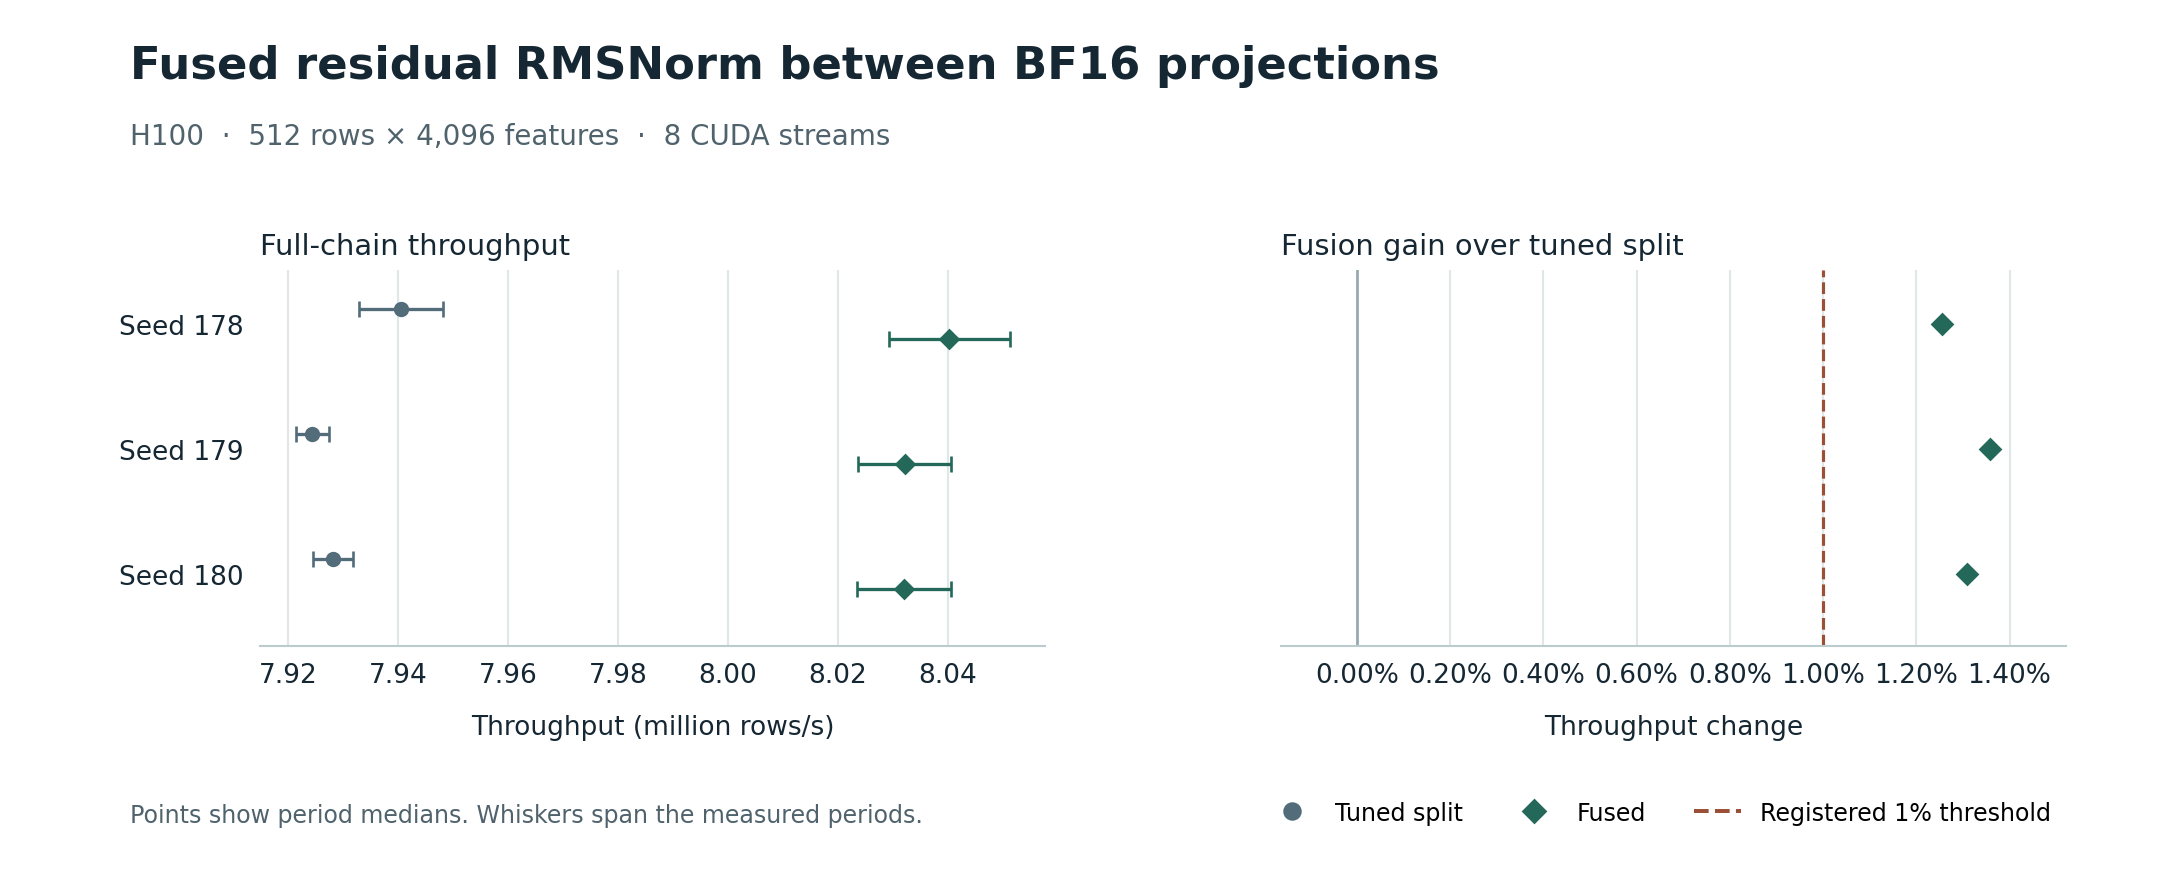 Fused residual RMSNorm between BF16 projections
H100 · 512 rows × 4,096 features · 8 CUDA streams
Full-chain throughput
Seed 178
Seed 179
Seed 180
7.92 7.94 7.96 7.98 8.00 8.02 8.04
Throughput (million rows/s)
Fusion gain over tuned split
0.00% 0.20% 0.40% 0.60% 0.80% 1.00% 1.20% 1.40%
Throughput change
Points show period medians. Whiskers span the measured periods.
Tuned split Fused Registered 1% threshold